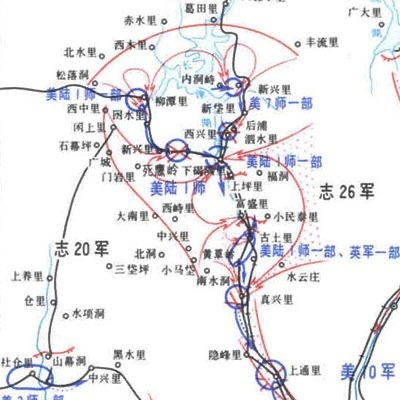 葛田里
广大里
赤水里
丰流里
西木里
北水里
松落洞
内洞峙
新兴里
美陆1师一部
柳潭里
西中里
新垡里
美7师一部
因水里
闲上里
西兴里
后浦
泗水里
石幕坪
新兴里
广城
死鹰岭
下碣隅里
美陆1师一部
门岩里
美陆1师
福洞
上坪里
志26军
富盛里
西峙里
大南里
小民泰里
中兴里
古土里
志20军
北洞
黄草岭
美陆1师一部、英军一部
三岱坪
小马岱
水云庄
上荞里
南水洞
仓里
真兴里
水项洞
隐峰里
黑水里
社仓里
山幕洞
上通里
美10军
中兴里
美3师一部